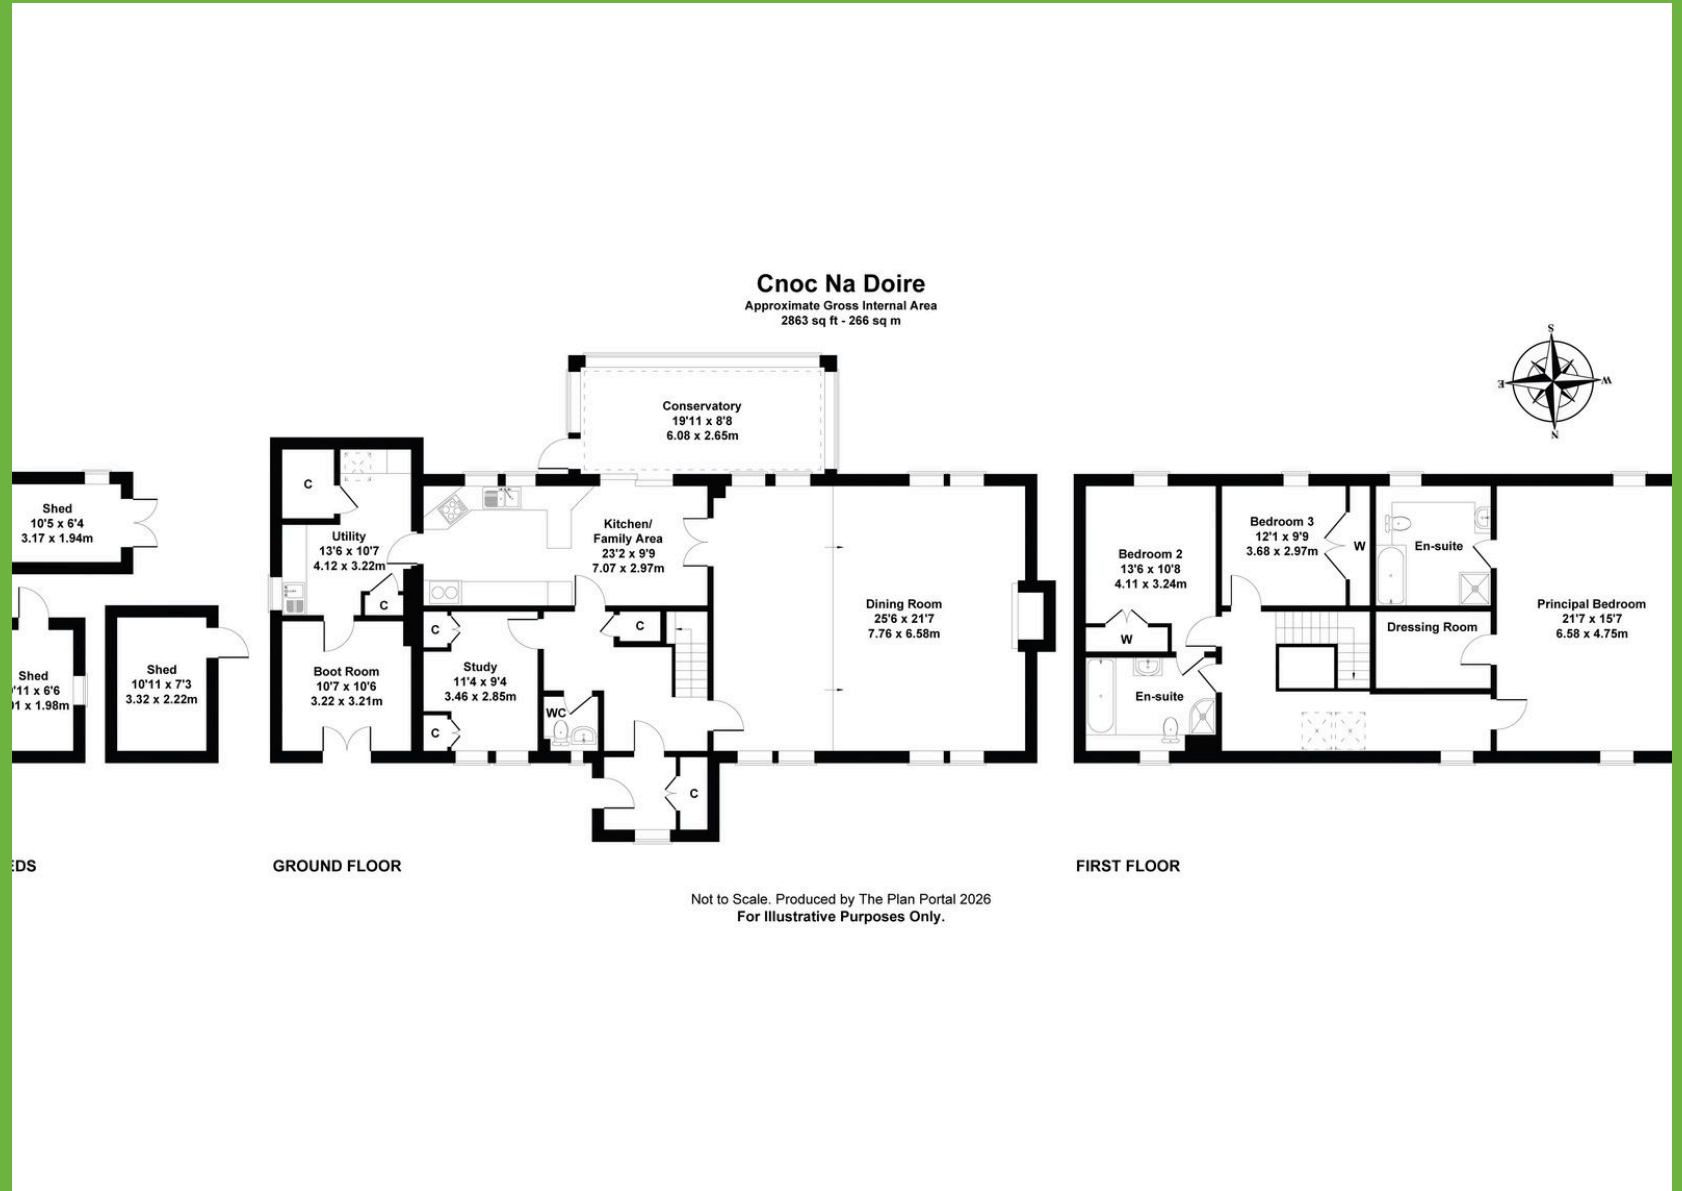 Cnoc Na Doire
Approximate Gross Internal Area
2863 sq ft - 266 sq m
S
E
W
N
Conservatory
19'11 x 8'8
6.08 x 2.65m
Shed
10'5 x 6'4
3.17 x 1.94m
Shed
'11 x 6'6
01 x 1.98m
Shed
10'11 x 7'3
3.32 x 2.22m
C
Utility
13'6 x 10'7
4.12 x 3.22m
C
Boot Room
10'7 x 10'6
3.22 x 3.21m
Kitchen/
Family Area
23'2 x 9'9
7.07 x 2.97m
C
Study
11'4 x 9'4
3.46 x 2.85m
C
C
WC
C
Dining Room
25'6 x 21'7
7.76 x 6.58m
Bedroom 2
13'6 x 10'8
4.11 x 3.24m
W
En-suite
Bedroom 3
12'1 x 9'9
3.68 x 2.97m
W
En-suite
Dressing Room
Principal Bedroom
21'7 x 15'7
6.58 x 4.75m
EDS
GROUND FLOOR
FIRST FLOOR
Not to Scale. Produced by The Plan Portal 2026
For Illustrative Purposes Only.